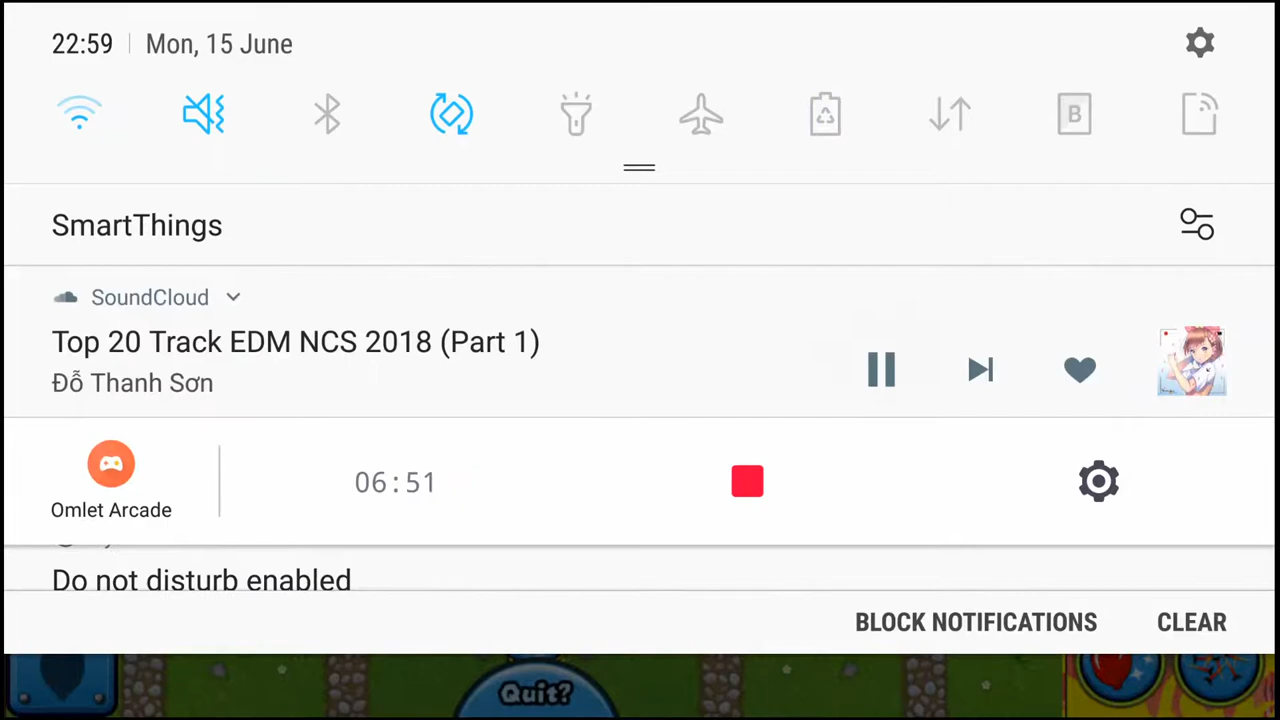 22:59 Mon, 15 June
B
SmartThings
SoundCloud
Top 20 Track EDM NCS 2018 (Part 1)
Đỗ Thanh Sơn
06:51
Omlet Arcade
Do not disturb enabled
BLOCK NOTIFICATIONS CLEAR
Quit?